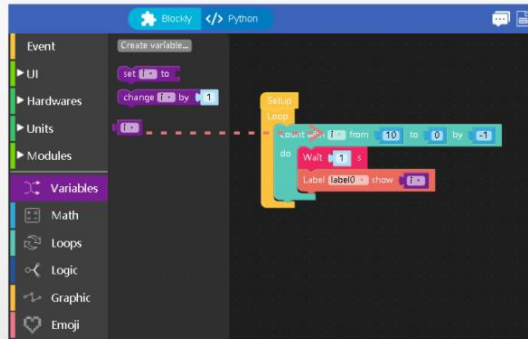 Blockly </> Python
Event
UI
Hardwares
Units
Modules
Variables
Math
Loops
Logic
Graphic
Emoji
Create variable...
set i to
change i by 1
i
Setup
Loop
count with i from 10 to 0 by -1
do
Wait 1 s
Label label0 show i